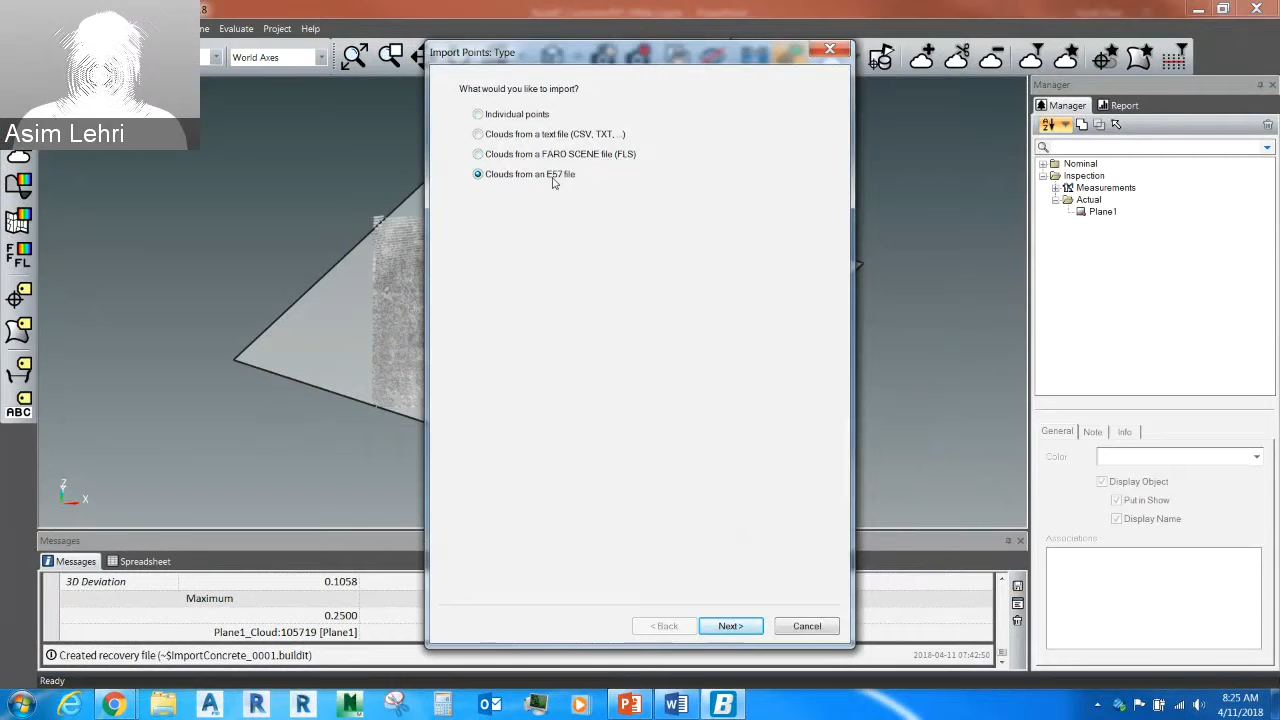 .8
ne Evaluate Project Help
World Axes
Asim Lehri
F
F FL
ABC
Import Points: Type
What would you like to import?
Individual points
Clouds from a text file (CSV, TXT, ...)
Clouds from a FARO SCENE file (FLS)
Clouds from an E57 file
< Back Next> Cancel
Manager
Manager Report
Nominal
Inspection
Measurements
Actual
Plane1
General Note Info
Color
Display Object
Put in Show
Display Name
Associations
Z
X
Messages
Messages Spreadsheet
3D Deviation 0.1058
Maximum
0.2500
Plane1_Cloud:105719 [Plane1]
Created recovery file (~$ImportConcrete_0001.buildit) 2018-04-11 07:42:50
Ready
8:25 AM
4/11/2018